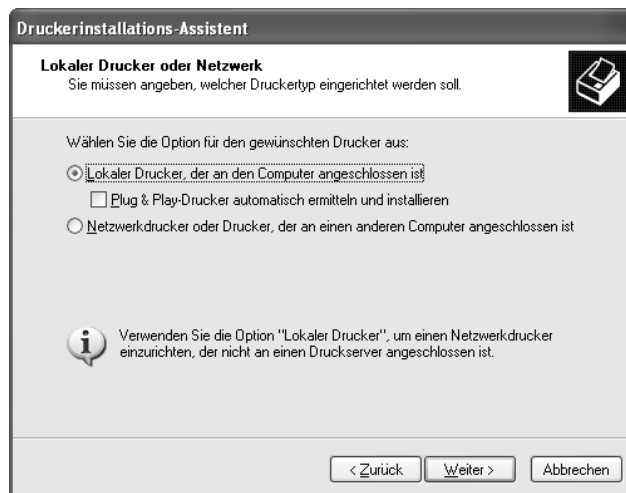 Druckerinstallations-Assistent
Lokaler Drucker oder Netzwerk
Sie müssen angeben, welcher Druckertyp eingerichtet werden soll.
Wählen Sie die Option für den gewünschten Drucker aus:
Lokaler Drucker, der an den Computer angeschlossen ist
Plug & Play-Drucker automatisch ermitteln und installieren
Netzwerkdrucker oder Drucker, der an einen anderen Computer angeschlossen ist
Verwenden Sie die Option "Lokaler Drucker", um einen Netzwerkdrucker
einzurichten, der nicht an einen Druckserver angeschlossen ist.
< Zurück Weiter > Abbrechen